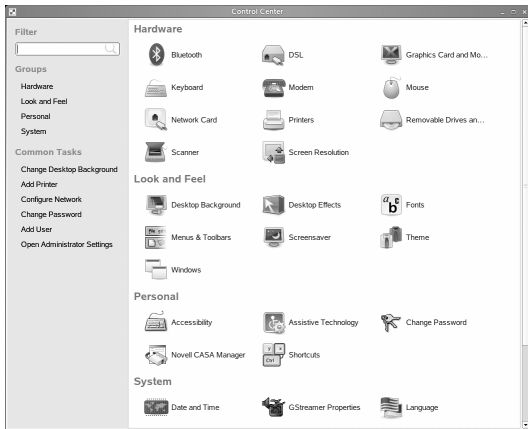 Control Center
Filter
Groups
Hardware
Look and Feel
Personal
System
Common Tasks
Change Desktop Background
Add Printer
Configure Network
Change Password
Add User
Open Administrator Settings
Hardware
Bluetooth
DSL
Graphics Card and Mo...
Keyboard
Modem
Mouse
Network Card
Printers
Removable Drives an...
Scanner
Screen Resolution
Look and Feel
Desktop Background
Desktop Effects
Fonts
Menus & Toolbars
Screensaver
Theme
Windows
Personal
Accessibility
Assistive Technology
Change Password
Novell CASA Manager
Shortcuts
System
Date and Time
GStreamer Properties
Language